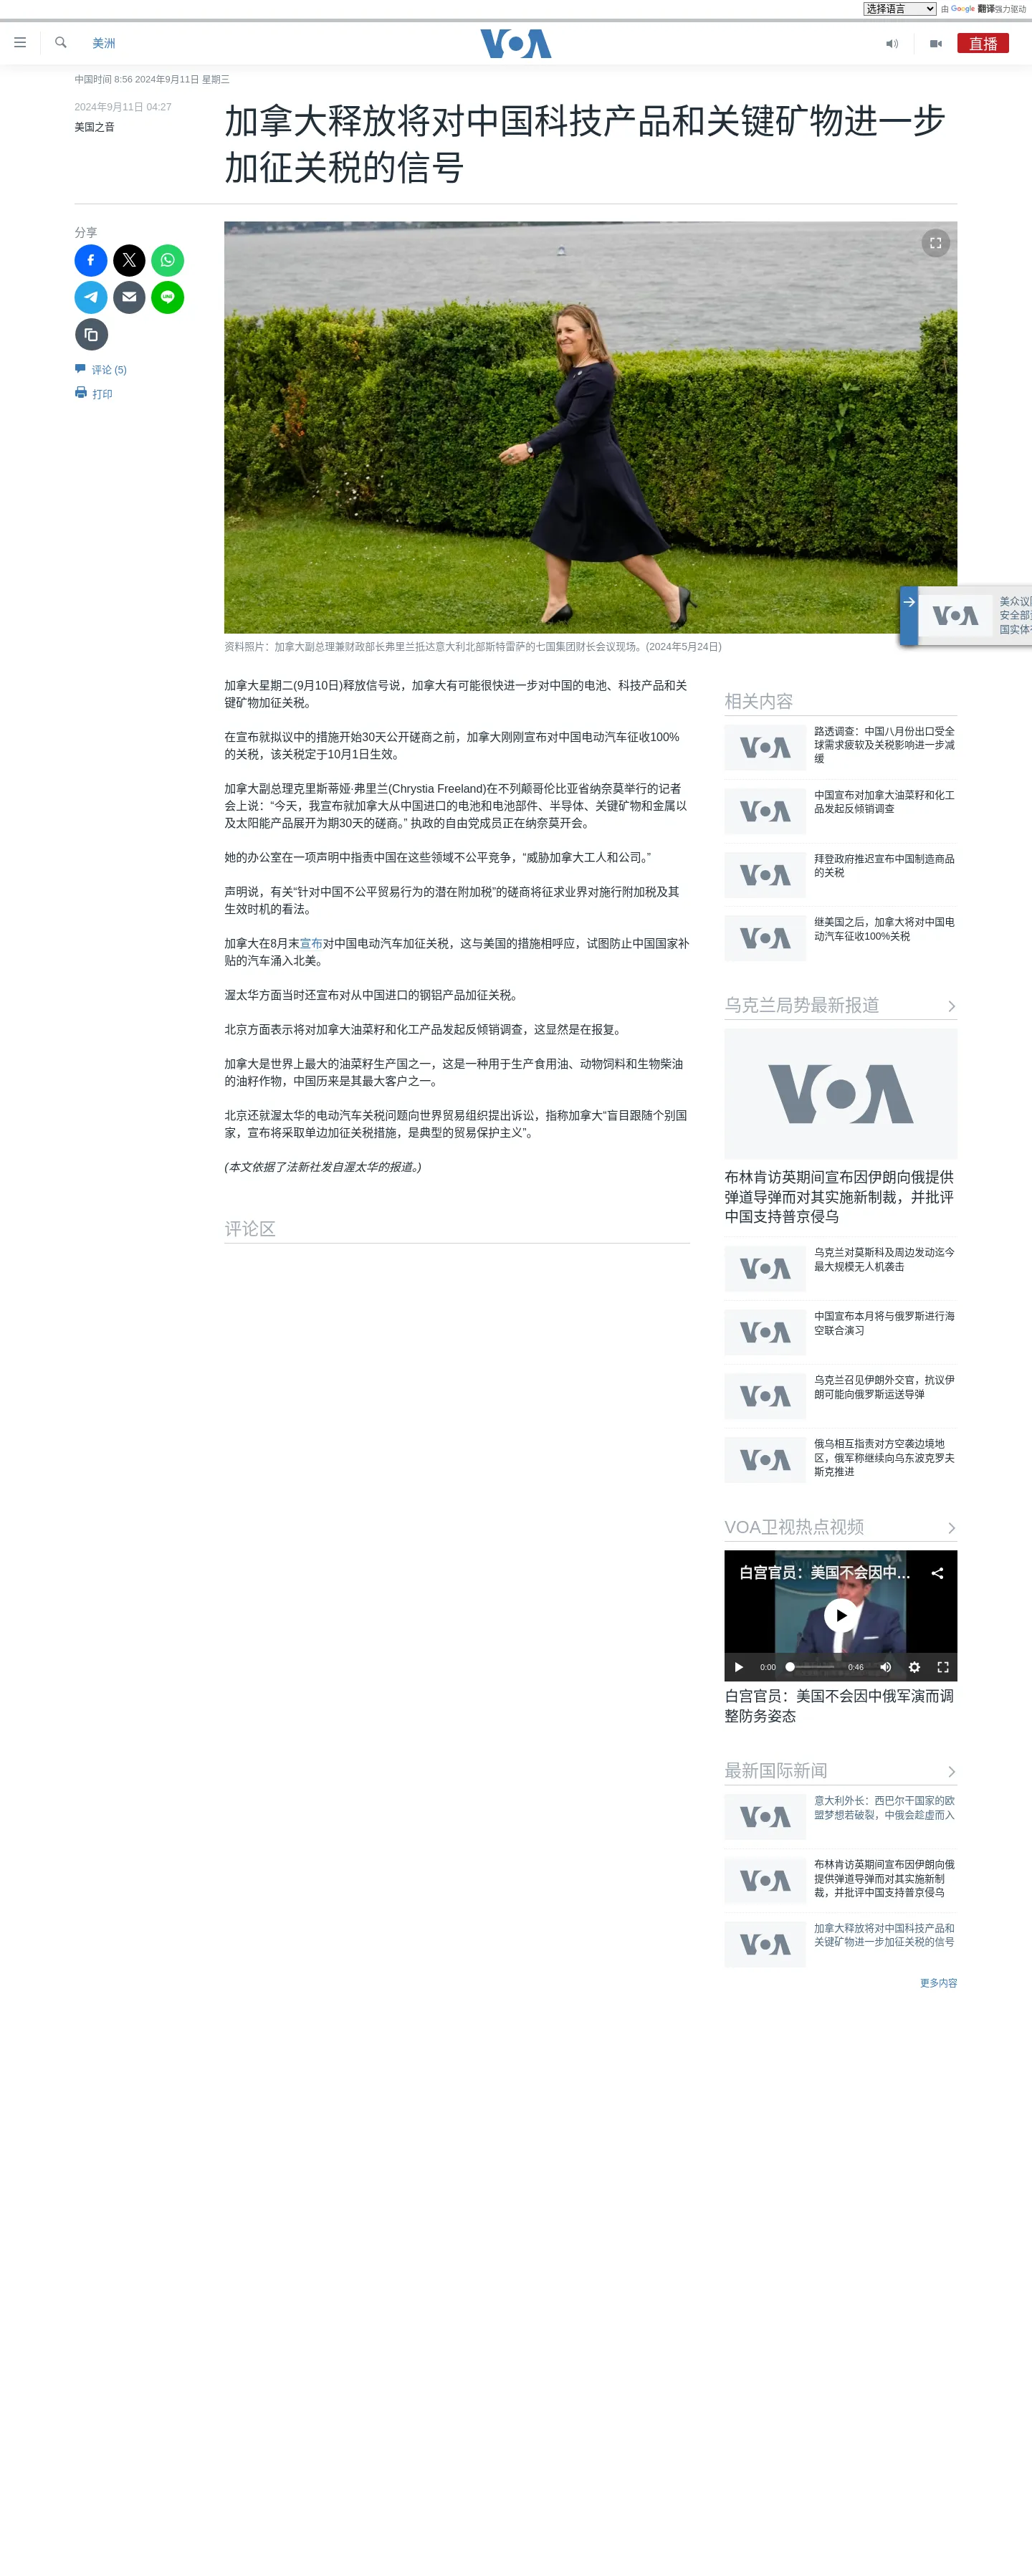 选择语言
由 Google 翻译强力驱动
美洲
VOA
直播
中国时间 8:56 2024年9月11日 星期三
2024年9月11日 04:27
美国之音
加拿大释放将对中国科技产品和关键矿物进一步
加征关税的信号
分享
LINE
评论 (5)
打印
VOA
美众议院
安全部资
国实体相
资料照片：加拿大副总理兼财政部长弗里兰抵达意大利北部斯特雷萨的七国集团财长会议现场。(2024年5月24日)
加拿大星期二(9月10日)释放信号说，加拿大有可能很快进一步对中国的电池、科技产品和关
键矿物加征关税。
在宣布就拟议中的措施开始30天公开磋商之前，加拿大刚刚宣布对中国电动汽车征收100%
的关税，该关税定于10月1日生效。
加拿大副总理克里斯蒂娅·弗里兰(Chrystia Freeland)在不列颠哥伦比亚省纳奈莫举行的记者
会上说：“今天，我宣布就加拿大从中国进口的电池和电池部件、半导体、关键矿物和金属以
及太阳能产品展开为期30天的磋商。” 执政的自由党成员正在纳奈莫开会。
她的办公室在一项声明中指责中国在这些领域不公平竞争，“威胁加拿大工人和公司。”
声明说，有关“针对中国不公平贸易行为的潜在附加税”的磋商将征求业界对施行附加税及其
生效时机的看法。
加拿大在8月末宣布对中国电动汽车加征关税，这与美国的措施相呼应，试图防止中国国家补
贴的汽车涌入北美。
渥太华方面当时还宣布对从中国进口的钢铝产品加征关税。
北京方面表示将对加拿大油菜籽和化工产品发起反倾销调查，这显然是在报复。
加拿大是世界上最大的油菜籽生产国之一，这是一种用于生产食用油、动物饲料和生物柴油
的油籽作物，中国历来是其最大客户之一。
北京还就渥太华的电动汽车关税问题向世界贸易组织提出诉讼，指称加拿大“盲目跟随个别国
家，宣布将采取单边加征关税措施，是典型的贸易保护主义”。
(本文依据了法新社发自渥太华的报道。)
评论区
相关内容
VOA
路透调查：中国八月份出口受全
球需求疲软及关税影响进一步减
缓
VOA
中国宣布对加拿大油菜籽和化工
品发起反倾销调查
VOA
拜登政府推迟宣布中国制造商品
的关税
VOA
继美国之后，加拿大将对中国电
动汽车征收100%关税
乌克兰局势最新报道
VOA
布林肯访英期间宣布因伊朗向俄提供
弹道导弹而对其实施新制裁，并批评
中国支持普京侵乌
VOA
乌克兰对莫斯科及周边发动迄今
最大规模无人机袭击
VOA
中国宣布本月将与俄罗斯进行海
空联合演习
VOA
乌克兰召见伊朗外交官，抗议伊
朗可能向俄罗斯运送导弹
VOA
俄乌相互指责对方空袭边境地
区，俄军称继续向乌东波克罗夫
斯克推进
VOA卫视热点视频
白宫官员：美国不会因中...
0:00
0:46
白宫官员：美国不会因中俄军演而调
整防务姿态
最新国际新闻
VOA
意大利外长：西巴尔干国家的欧
盟梦想若破裂，中俄会趁虚而入
VOA
布林肯访英期间宣布因伊朗向俄
提供弹道导弹而对其实施新制
裁，并批评中国支持普京侵乌
VOA
加拿大释放将对中国科技产品和
关键矿物进一步加征关税的信号
更多内容